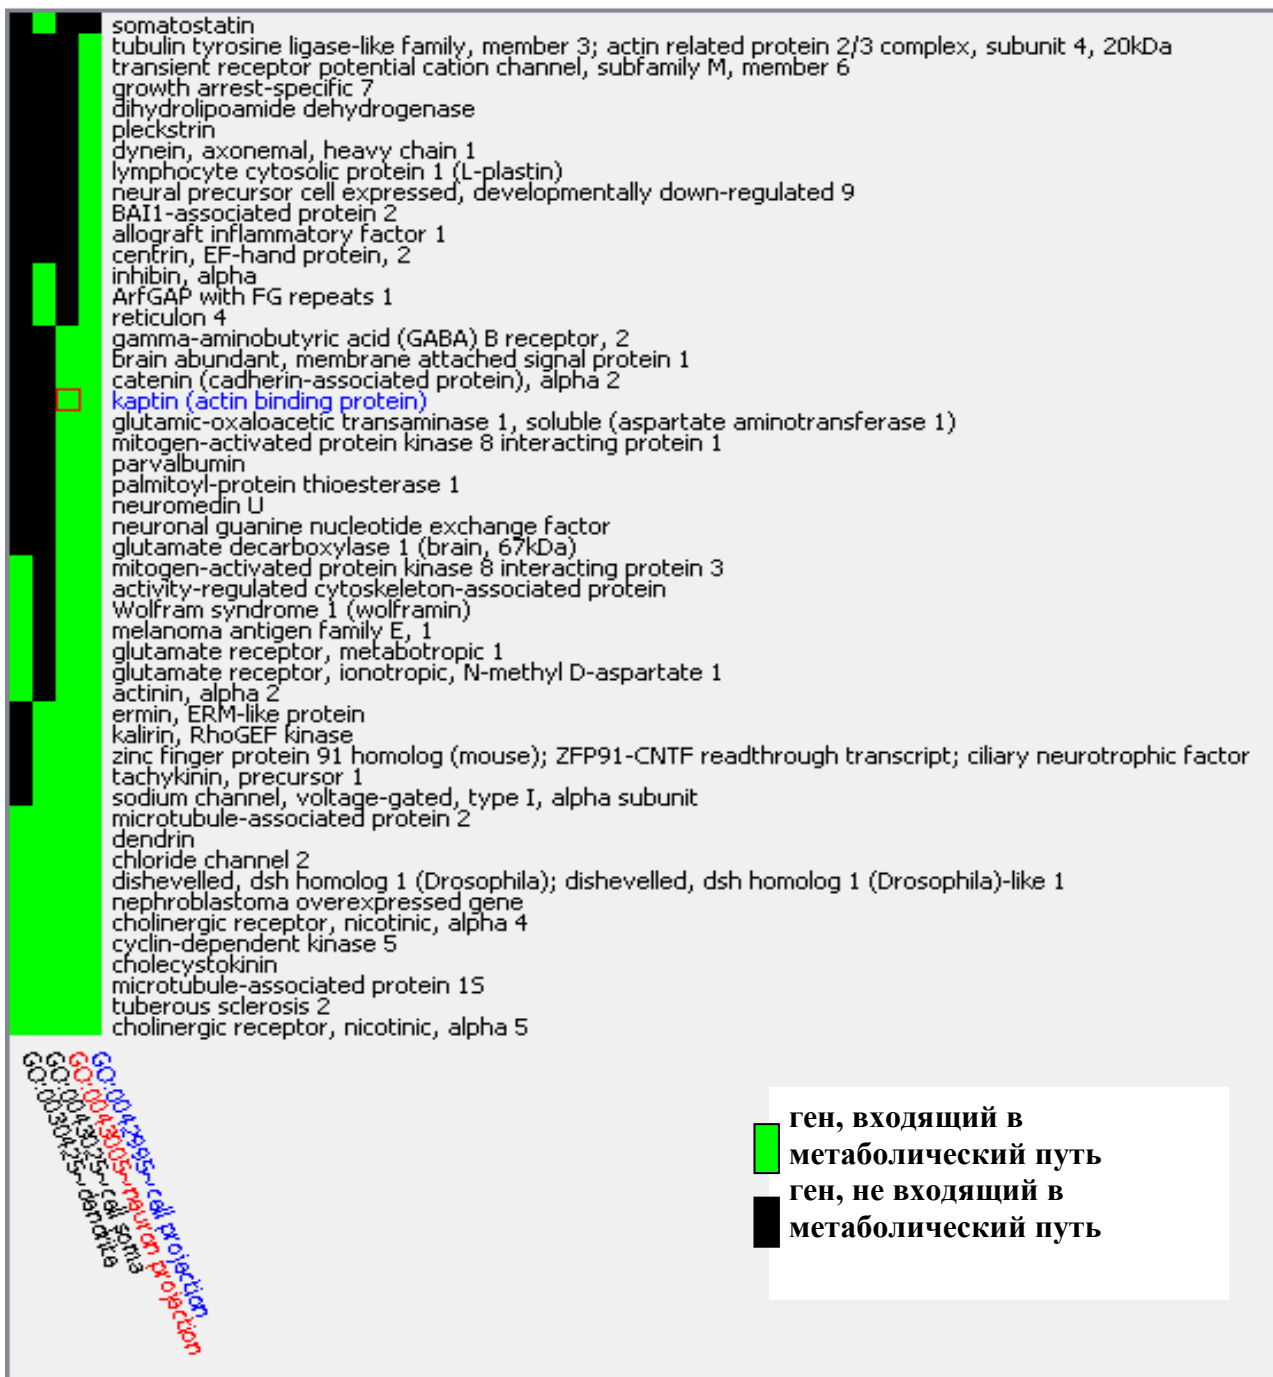 somatostatin
tubulin tyrosine ligase-like family, member 3; actin related protein 2/3 complex, subunit 4, 20kDa
transient receptor potential cation channel, subfamily M, member 6
growth arrest-specific 7
dihydrolipoamide dehydrogenase
pleckstrin
dynein, axonemal, heavy chain 1
lymphocyte cytosolic protein 1 (L-plastin)
neural precursor cell expressed, developmentally down-regulated 9
BAI1-associated protein 2
allograft inflammatory factor 1
centrin, EF-hand protein, 2
inhibin, alpha
ArfGAP with FG repeats 1
reticulon 4
gamma-aminobutyric acid (GABA) B receptor, 2
brain abundant, membrane attached signal protein 1
catenin (cadherin-associated protein), alpha 2
kaptin (actin binding protein)
glutamic-oxaloacetic transaminase 1, soluble (aspartate aminotransferase 1)
mitogen-activated protein kinase 8 interacting protein 1
parvalbumin
palmitoyl-protein thioesterase 1
neuromedin U
neuronal guanine nucleotide exchange factor
glutamate decarboxylase 1 (brain, 67kDa)
mitogen-activated protein kinase 8 interacting protein 3
activity-regulated cytoskeleton-associated protein
Wolfram syndrome 1 (wolframin)
melanoma antigen family E, 1
glutamate receptor, metabotropic 1
glutamate receptor, ionotropic, N-methyl D-aspartate 1
actinin, alpha 2
ermin, ERM-like protein
kalirin, RhoGEF kinase
zinc finger protein 91 homolog (mouse); ZFP91-CNTF readthrough transcript; ciliary neurotrophic factor
tachykinin, precursor 1
sodium channel, voltage-gated, type I, alpha subunit
microtubule-associated protein 2
dendrin
chloride channel 2
dishevelled, dsh homolog 1 (Drosophila); dishevelled, dsh homolog 1 (Drosophila)-like 1
nephroblastoma overexpressed gene
cholinergic receptor, nicotinic, alpha 4
cyclin-dependent kinase 5
cholecystokinin
microtubule-associated protein 1S
tuberous sclerosis 2
cholinergic receptor, nicotinic, alpha 5
GO:0030425~dendrite
GO:0043025~cell soma
GO:0043005~neuron projection
GO:0042995~cell projection
ген, входящий в
метаболический путь
ген, не входящий в
метаболический путь